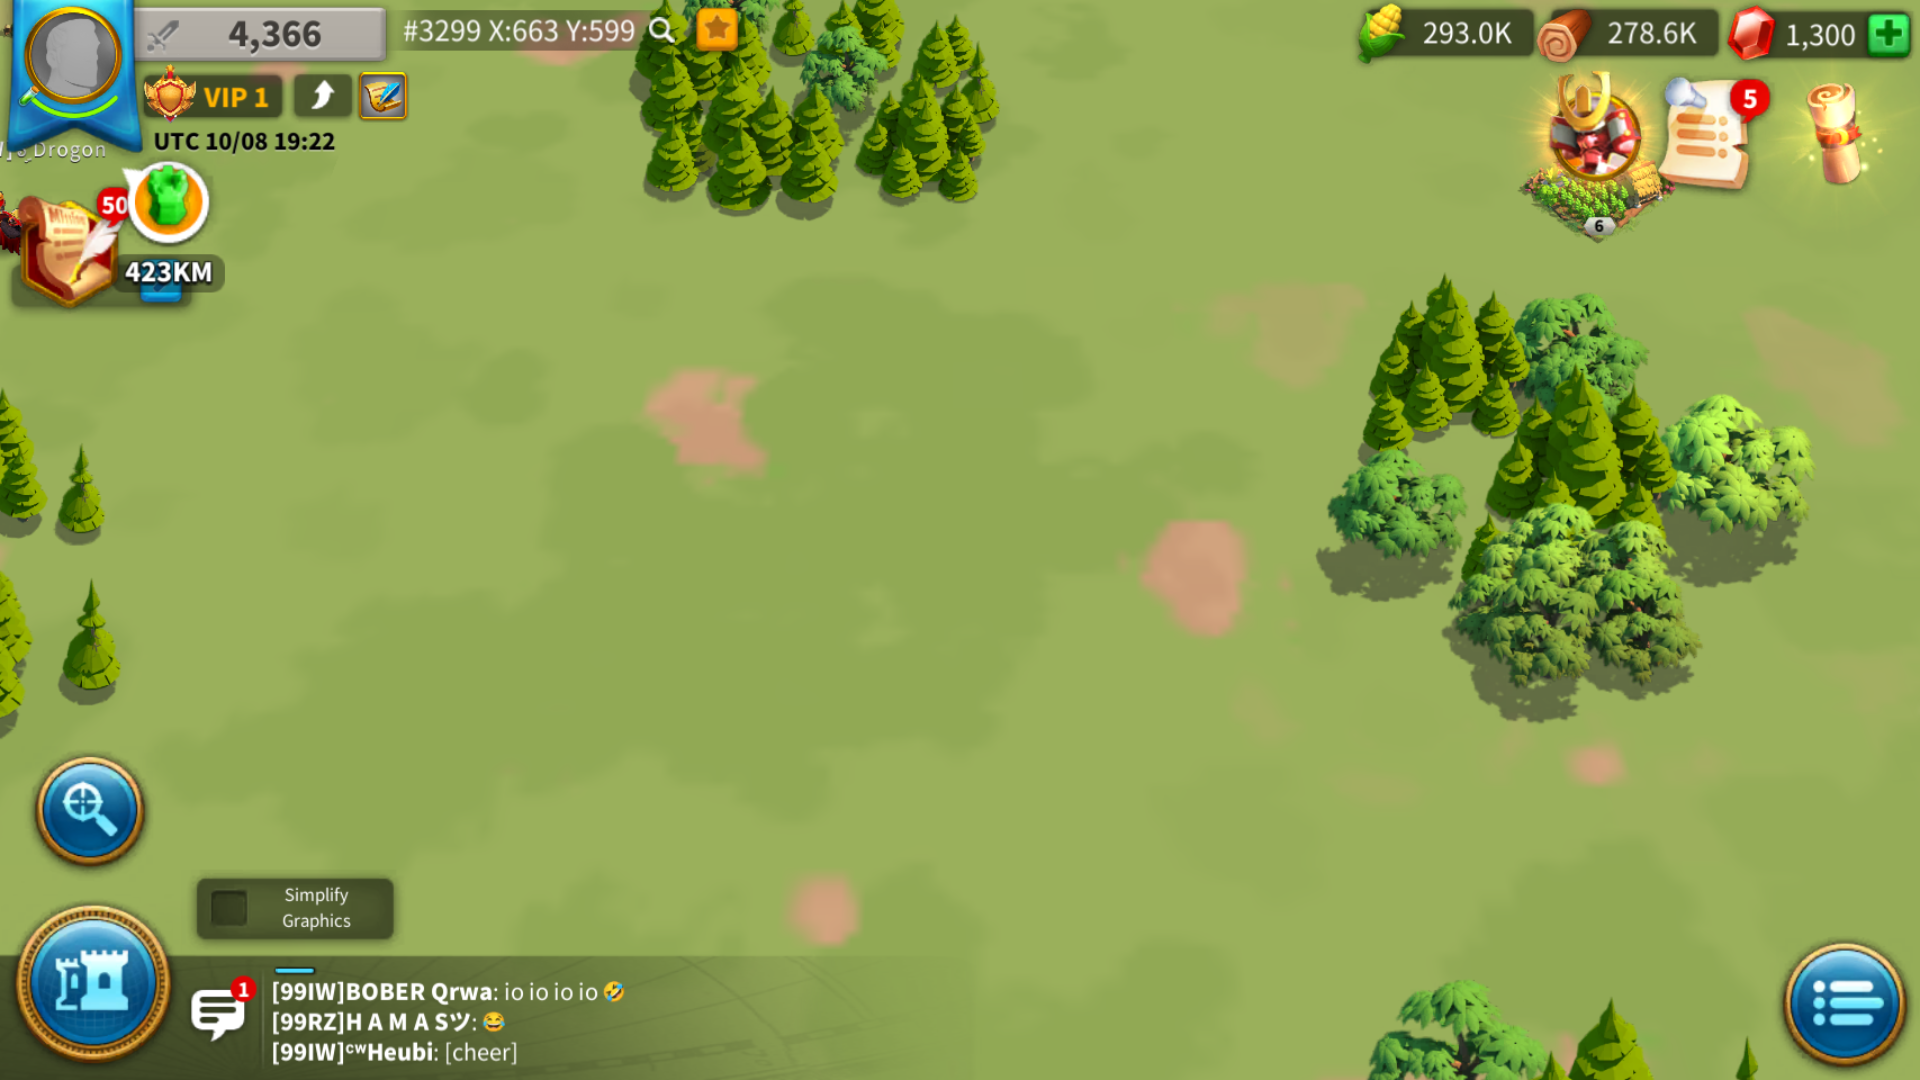 4,366
#3299 X:663 Y:599
293.0K
278.6K
1,300
VIP 1
UTC 10/08 19:22
Drogon
5
6
50
Mission
423KM
Simplify
Graphics
1
[99IW]BOBER Qrwa: io io io io 🤣
[99RZ]H A M A Sツ: 😂
[99IW]ᶜʷHeubi: [cheer]